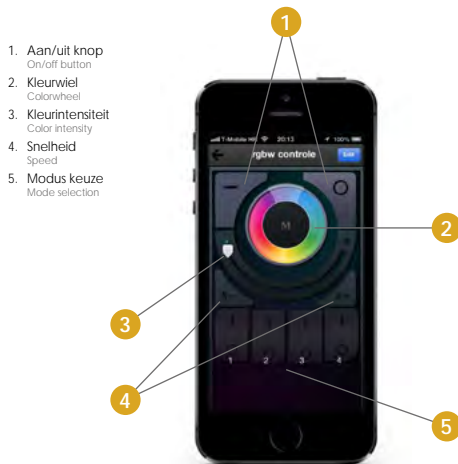 1. Aan/uit knop
On/off button
2. Kleurwiel
Colorwheel
3. Kleurintensiteit
Color intensity
4. Snelheid
Speed
5. Modus keuze
Mode selection
1
T-Mobile 20:13 100%
rgbw controle Edit
M
2
3
1 2 3 4
4
5